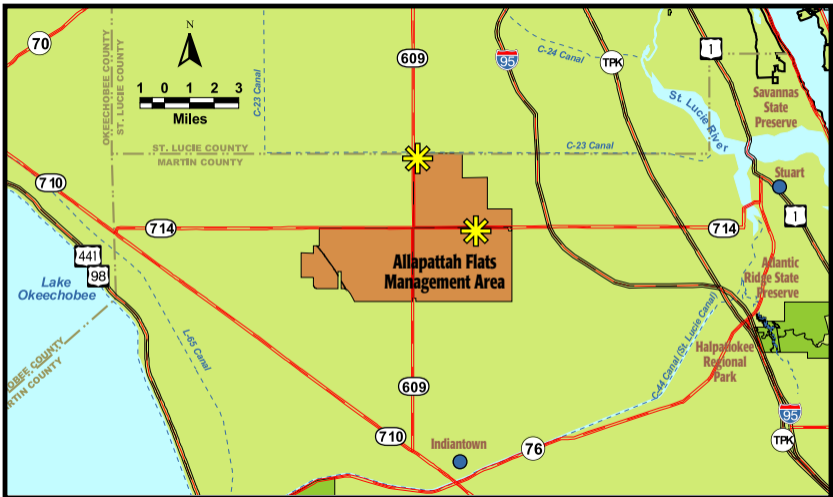 70
N
1 0 1 2 3
Miles
OKEECHOBEE COUNTY
ST. LUCIE COUNTY
C-23 Canal
609
95
C-24 Canal
TPK
1
St. Lucie River
Savannas
State
Preserve
ST. LUCIE COUNTY
MARTIN COUNTY
C-23 Canal
710
Stuart
1
714
714
441
98
Lake
Okeechobee
Allapattah Flats
Management Area
Atlantic
Ridge State
Preserve
L-65 Canal
OBEE COUNTY
RTIN COUNTY
C-44 Canal (St. Lucie Canal)
Halpatiokee
Regional
Park
609
710
Indiantown
76
95
TPK